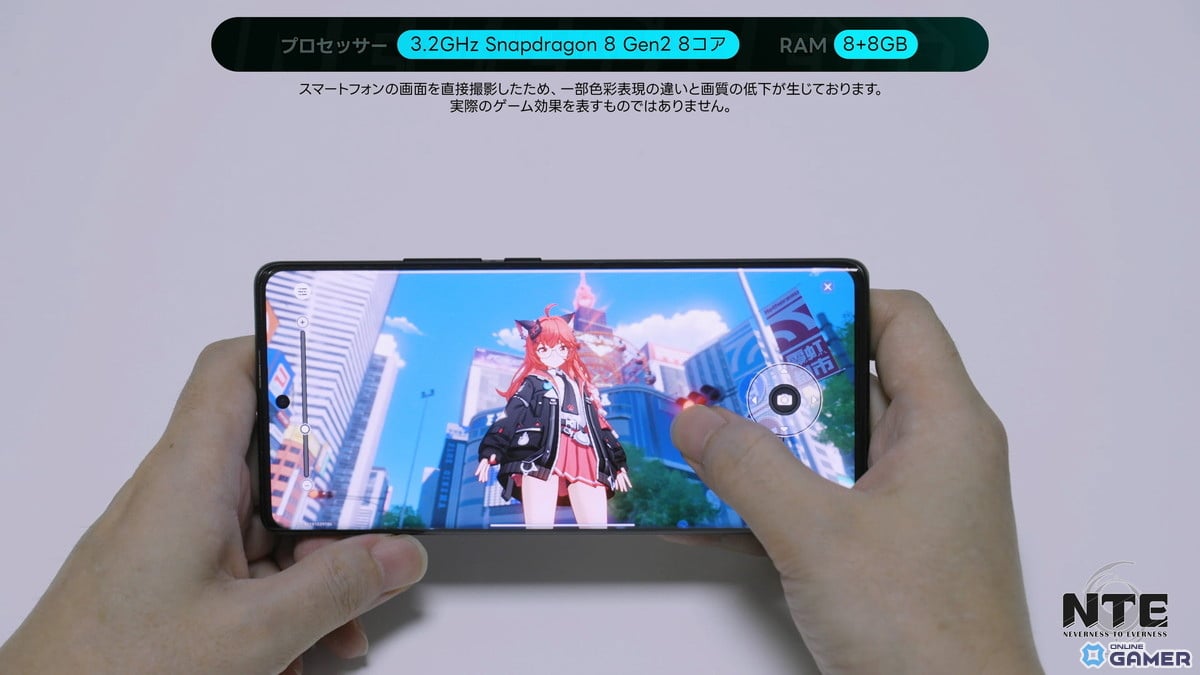 プロセッサー 3.2GHz Snapdragon 8 Gen2 8コア RAM 8+8GB
スマートフォンの画面を直接撮影したため、一部色彩表現の違いと画質の低下が生じております。
実際のゲーム効果を表すものではありません。
NTE
NEVERNESS TO EVERNESS
ONLINE
GAMER